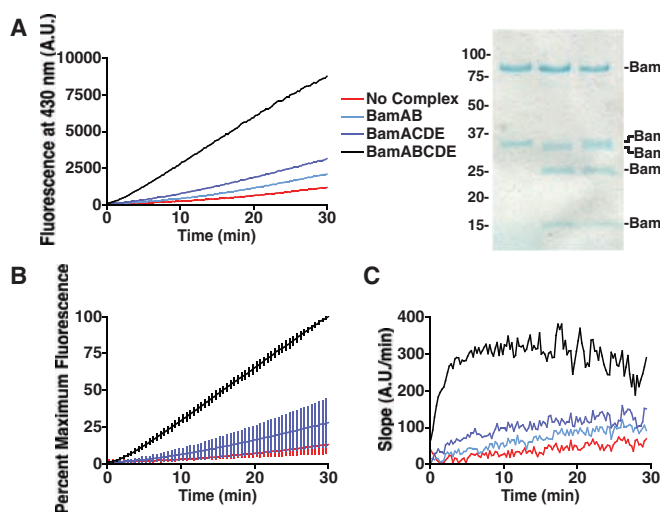 A
Fluorescence at 430 nm (A.U.)
10000
7500
5000
2500
0
0 10 20 30
Time (min)
No Complex
BamAB
BamACDE
BamABCDE
100-
75-
50-
37-
25-
20-
15-
-Bam
Bam
Bam
-Bam
-Bam
B
Percent Maximum Fluorescence
100
75
50
25
0
0 10 20 30
Time (min)
C
Slope (A.U./min)
400
300
200
100
0
0 10 20 30
Time (min)